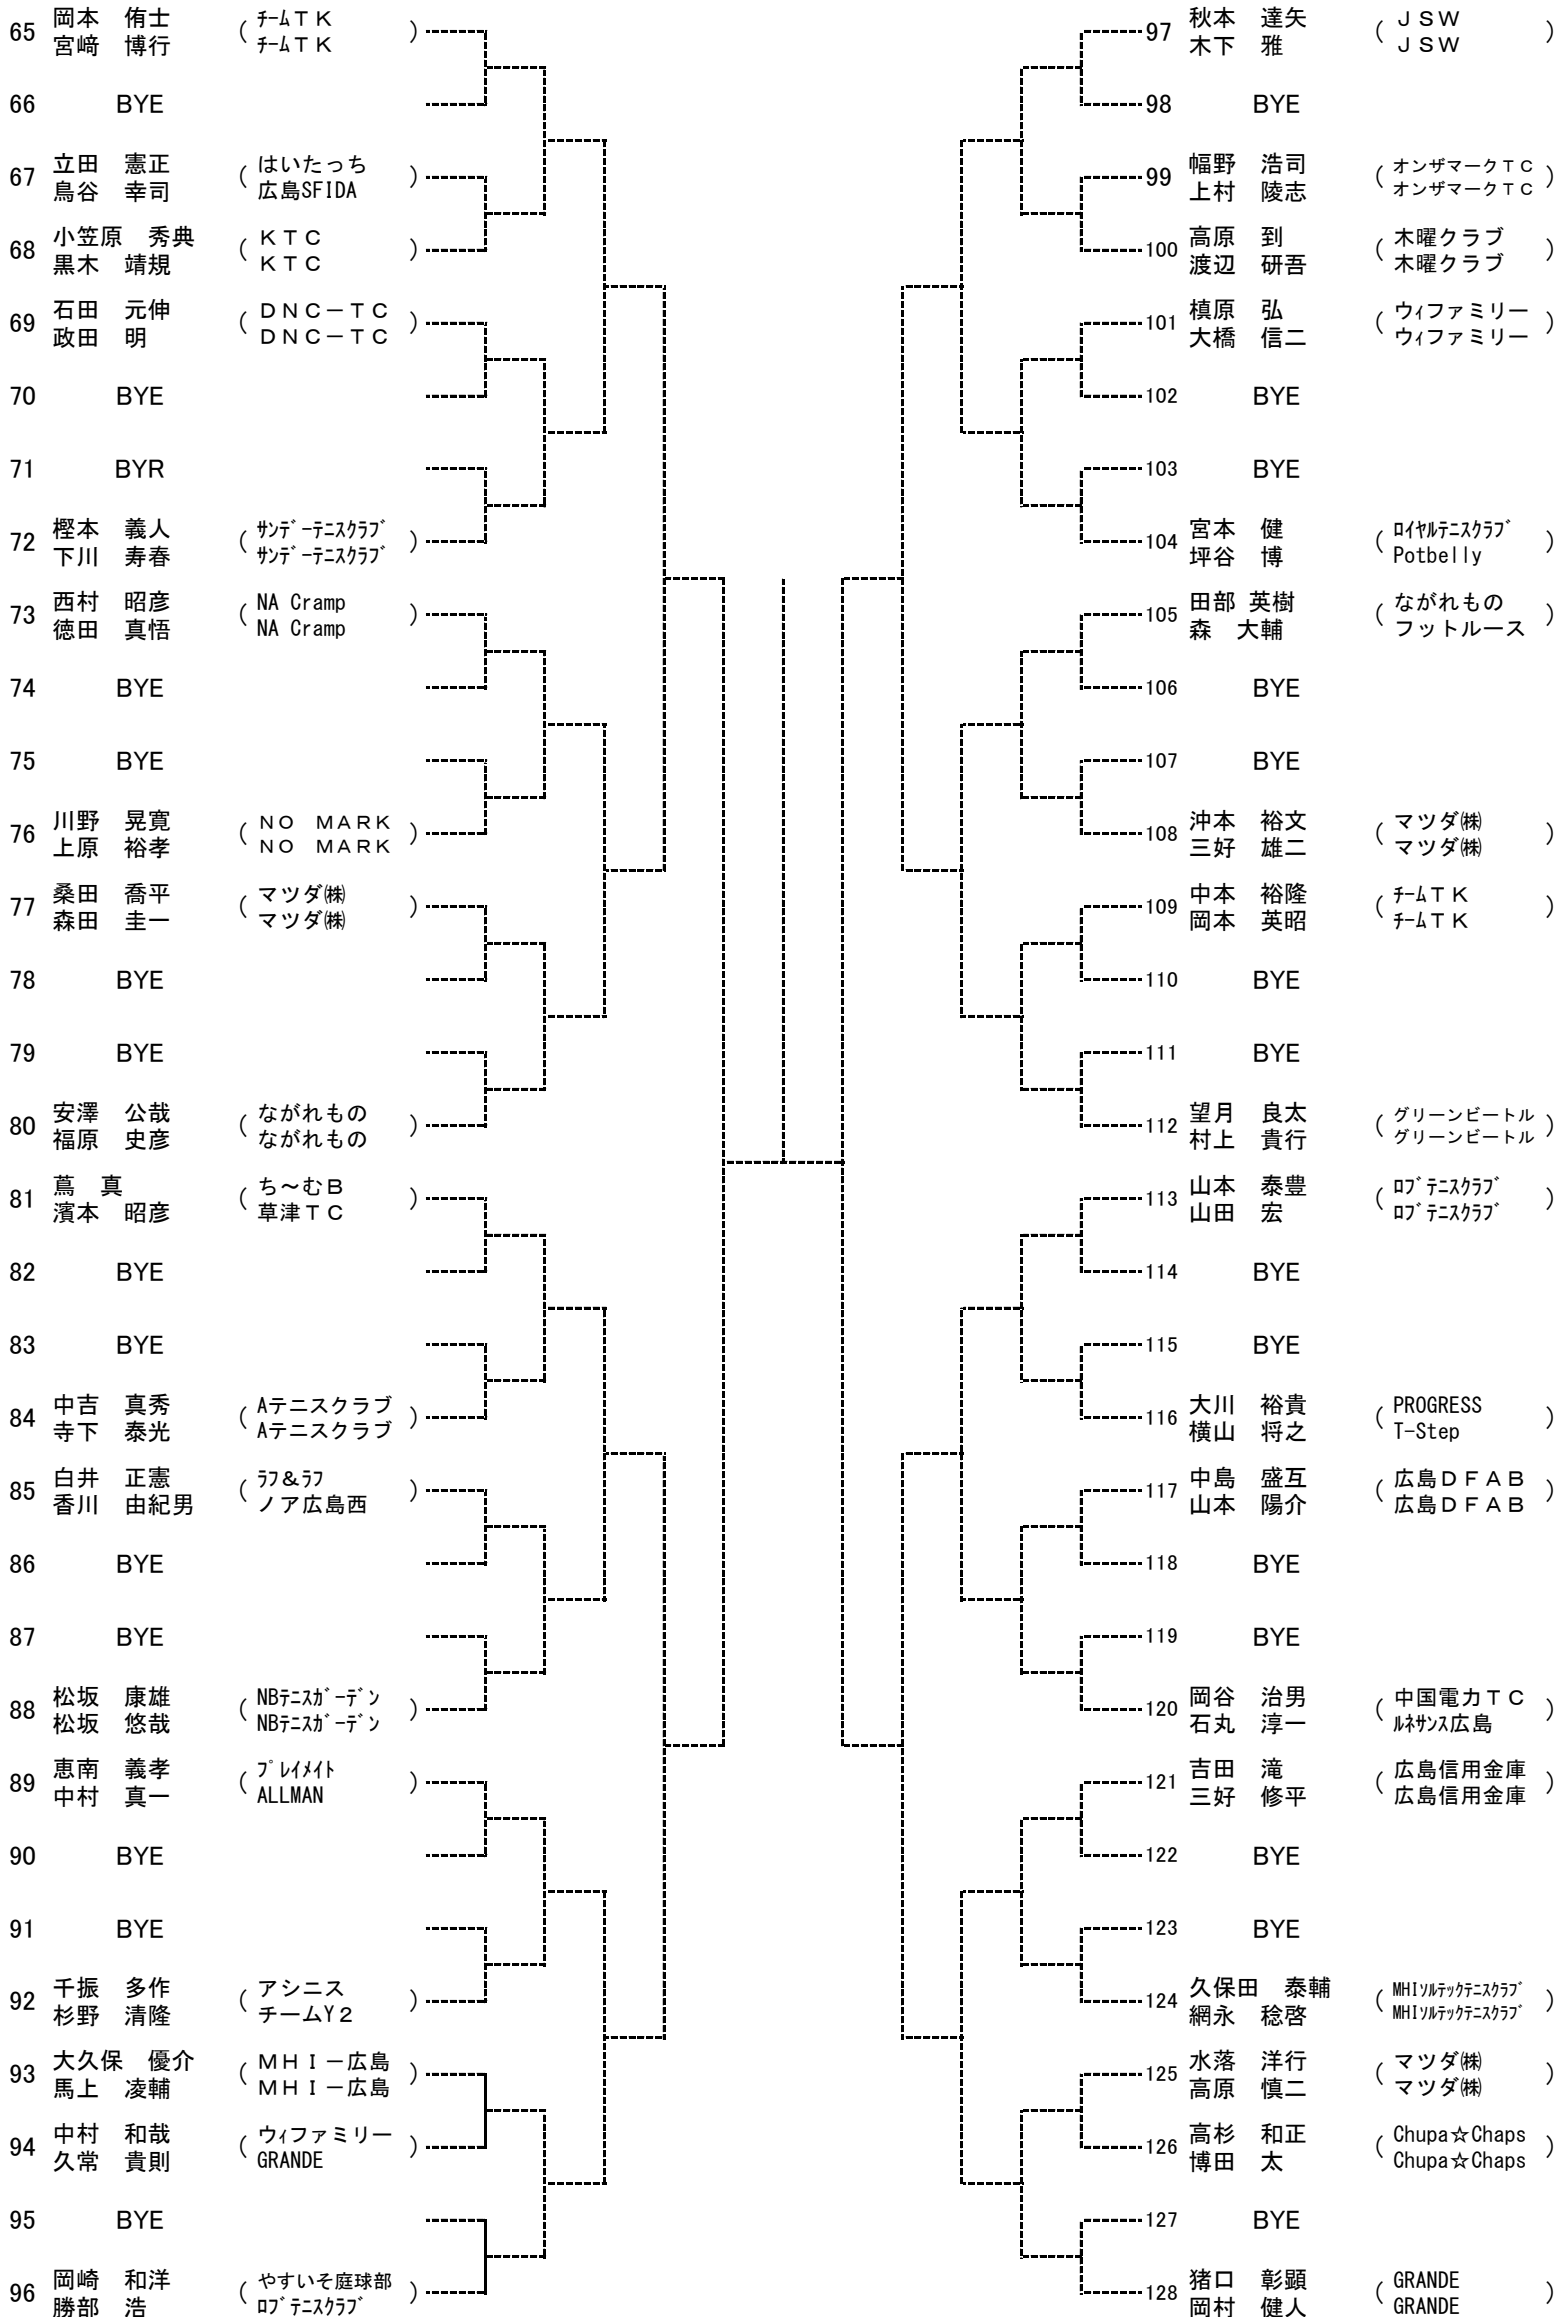 65 岡本　侑士 ( ﾁｰﾑＴＫ )
宮﨑　博行 ﾁｰﾑＴＫ
66 BYE
67 立田　憲正 ( はいたっち )
鳥谷　幸司 広島SFIDA
68 小笠原　秀典 ( ＫＴＣ )
黒木　靖規 ＫＴＣ
69 石田　元伸 ( ＤＮＣ－ＴＣ )
政田　明 ＤＮＣ－ＴＣ
70 BYE
71 BYR
72 樫本　義人 ( ｻﾝﾃﾞｰﾃﾆｽｸﾗﾌﾞ )
下川　寿春 ｻﾝﾃﾞｰﾃﾆｽｸﾗﾌﾞ
73 西村　昭彦 ( NA Cramp )
徳田　真悟 NA Cramp
74 BYE
75 BYE
76 川野　晃寛 ( ＮＯ　ＭＡＲＫ )
上原　裕孝 ＮＯ　ＭＡＲＫ
77 桑田　喬平 ( マツダ㈱ )
森田　圭一 マツダ㈱
78 BYE
79 BYE
80 安澤　公哉 ( ながれもの )
福原　史彦 ながれもの
81 蔦　真 ( ち～むＢ )
濱本　昭彦 草津ＴＣ
82 BYE
83 BYE
84 中吉　真秀 ( Aテニスクラブ )
寺下　泰光 Aテニスクラブ
85 白井　正憲 ( ﾗﾌ&ﾗﾌ )
香川　由紀男 ノア広島西
86 BYE
87 BYE
88 松坂　康雄 ( NBﾃﾆｽｶﾞｰﾃﾞﾝ )
松坂　悠哉 NBﾃﾆｽｶﾞｰﾃﾞﾝ
89 恵南　義孝 ( ﾌﾟﾚｲﾒｲﾄ )
中村　真一 ALLMAN
90 BYE
91 BYE
92 千振　多作 ( アシニス )
杉野　清隆 チームY２
93 大久保　優介 ( ＭＨＩ－広島 )
馬上　凌輔 ＭＨＩ－広島
94 中村　和哉 ( ウィファミリー )
久常　貴則 GRANDE
95 BYE
96 岡崎　和洋 ( やすいそ庭球部 )
勝部　浩 ﾛﾌﾞﾃﾆｽｸﾗﾌﾞ
97 秋本　達矢 ( ＪＳＷ )
木下　雅 ＪＳＷ
98 BYE
99 幅野　浩司 ( オンザマークＴＣ )
上村　陵志 オンザマークＴＣ
100 高原　到 ( 木曜クラブ )
渡辺　研吾 木曜クラブ
101 槙原　弘 ( ウィファミリー )
大橋　信二 ウィファミリー
102 BYE
103 BYE
104 宮本　健 ( ﾛｲﾔﾙﾃﾆｽｸﾗﾌﾞ )
坪谷　博 Potbelly
105 田部 英樹 ( ながれもの )
森　大輔 フットルース
106 BYE
107 BYE
108 沖本　裕文 ( マツダ㈱ )
三好　雄二 マツダ㈱
109 中本　裕隆 ( ﾁｰﾑＴＫ )
岡本　英昭 ﾁｰﾑＴＫ
110 BYE
111 BYE
112 望月　良太 ( グリーンビートル )
村上　貴行 グリーンビートル
113 山本　泰豊 ( ﾛﾌﾞﾃﾆｽｸﾗﾌﾞ )
山田　宏 ﾛﾌﾞﾃﾆｽｸﾗﾌﾞ
114 BYE
115 BYE
116 大川　裕貴 ( PROGRESS )
横山　将之 T-Step
117 中島　盛互 ( 広島ＤＦＡＢ )
山本　陽介 広島ＤＦＡＢ
118 BYE
119 BYE
120 岡谷　治男 ( 中国電力ＴＣ )
石丸　淳一 ﾙﾈｻﾝｽ広島
121 吉田　滝 ( 広島信用金庫 )
三好　修平 広島信用金庫
122 BYE
123 BYE
124 久保田　泰輔 ( MHIｿﾙﾃｯｸﾃﾆｽｸﾗﾌﾞ )
網永　稔啓 MHIｿﾙﾃｯｸﾃﾆｽｸﾗﾌﾞ
125 水落　洋行 ( マツダ㈱ )
高原　慎二 マツダ㈱
126 高杉　和正 ( Chupa☆Chaps )
博田　太 Chupa☆Chaps
127 BYE
128 猪口　彰顕 ( GRANDE )
岡村　健人 GRANDE